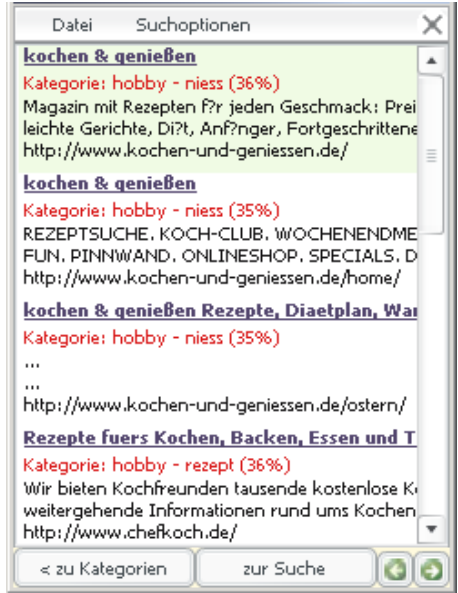 Datei Suchoptionen
kochen & genießen
Kategorie: hobby - niess (36%)
Magazin mit Rezepten f?r jeden Geschmack: Prei
leichte Gerichte, Di?t, Anf?nger, Fortgeschrittene
http://www.kochen-und-geniessen.de/
kochen & genießen
Kategorie: hobby - niess (35%)
REZEPTSUCHE. KOCH-CLUB. WOCHENENDME
FUN. PINNWAND. ONLINESHOP. SPECIALS. D
http://www.kochen-und-geniessen.de/home/
kochen & genießen Rezepte, Diaetplan, War
Kategorie: hobby - niess (35%)
...
...
http://www.kochen-und-geniessen.de/ostern/
Rezepte fuers Kochen, Backen, Essen und T
Kategorie: hobby - rezept (36%)
Wir bieten Kochfreunden tausende kostenlose K
weitergehende Informationen rund ums Kochen
http://www.chefkoch.de/
< zu Kategorien zur Suche